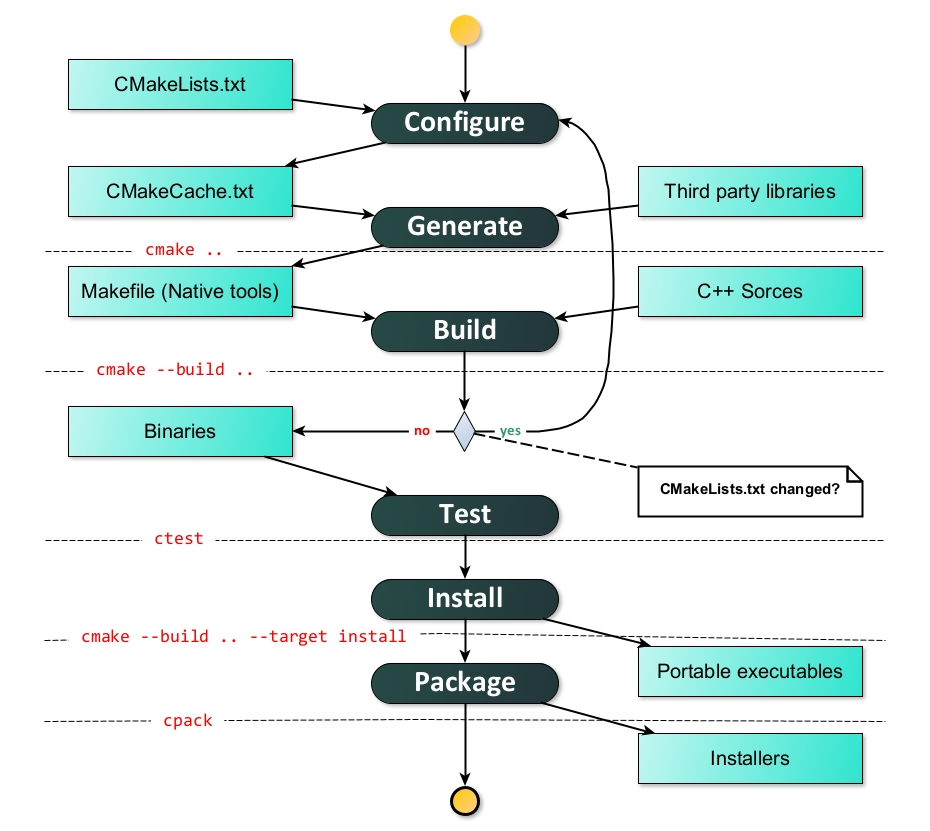 CMakeLists.txt
Configure
CMakeCache.txt
Third party libraries
Generate
cmake ..
Makefile (Native tools)
C++ Sorces
Build
cmake --build ..
Binaries
no
yes
CMakeLists.txt changed?
Test
ctest
Install
cmake --build .. --target install
Portable executables
Package
cpack
Installers